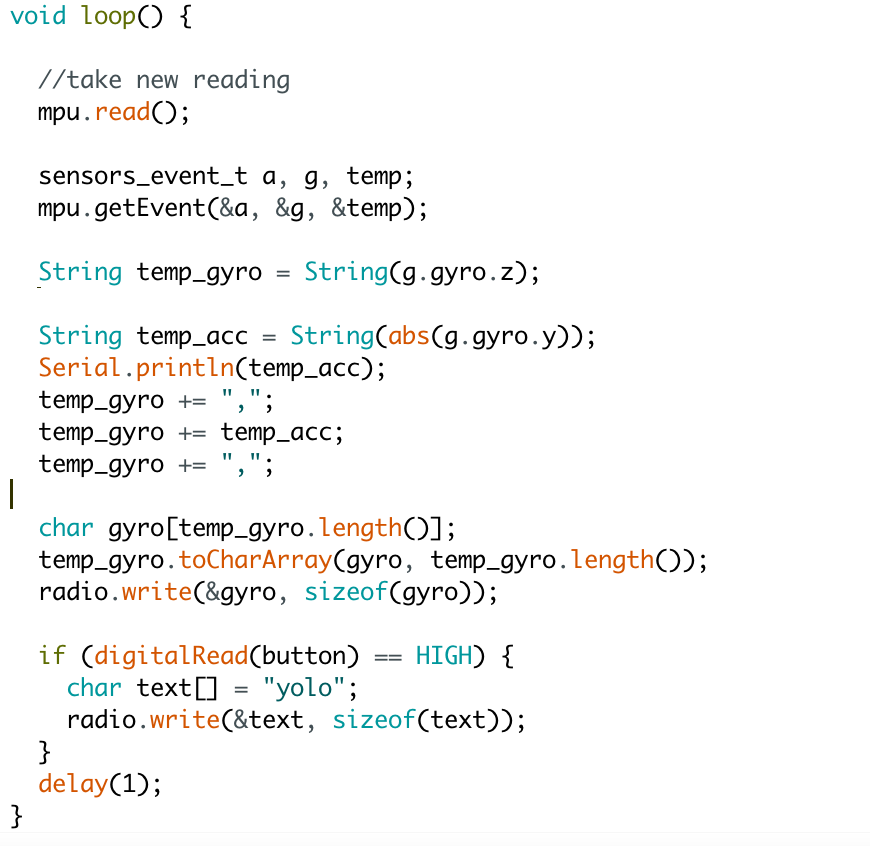 void loop() {
//take new reading
mpu.read();
sensors_event_t a, g, temp;
mpu.getEvent(&a, &g, &temp);
String temp_gyro = String(g.gyro.z);
String temp_acc = String(abs(g.gyro.y));
Serial.println(temp_acc);
temp_gyro += ",";
temp_gyro += temp_acc;
temp_gyro += ",";
char gyro[temp_gyro.length()];
temp_gyro.toCharArray(gyro, temp_gyro.length());
radio.write(&gyro, sizeof(gyro));
if (digitalRead(button) == HIGH) {
char text[] = "yolo";
radio.write(&text, sizeof(text));
}
delay(1);
}